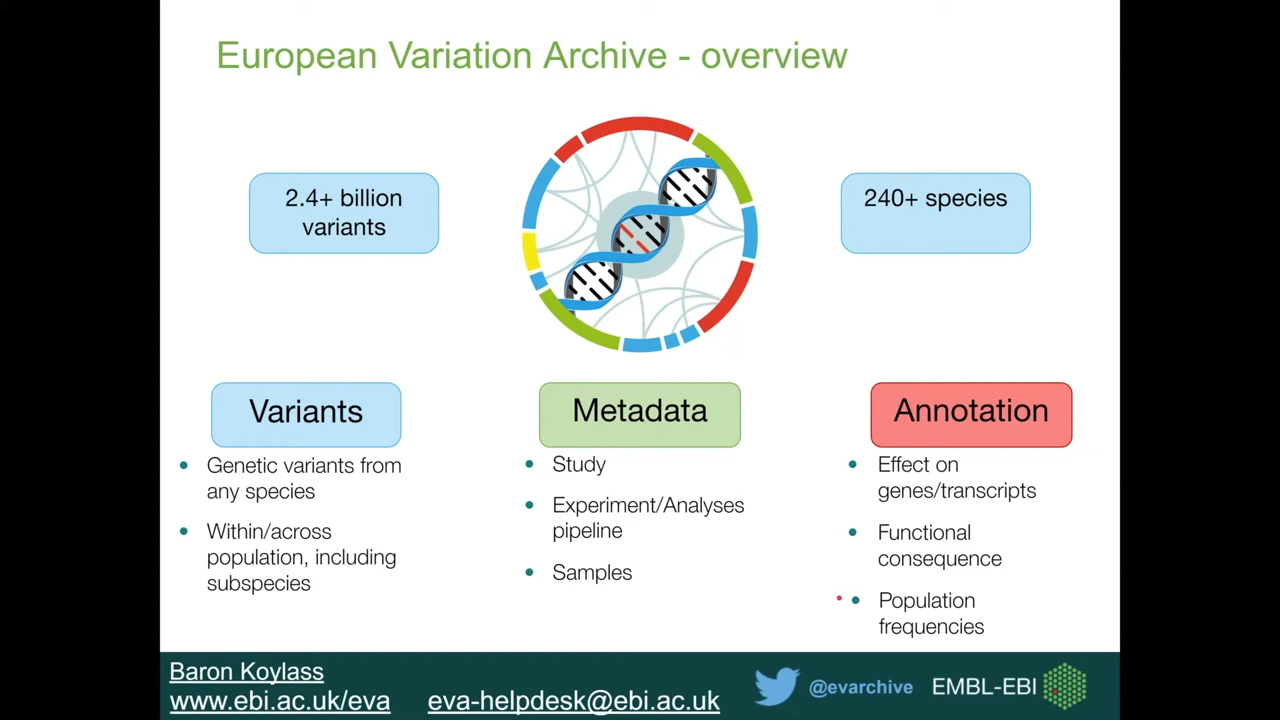 European Variation Archive - overview
2.4+ billion
variants
240+ species
Variants
Genetic variants from
any species
Within/across
population, including
subspecies
Metadata
Study
Experiment/Analyses
pipeline
Samples
Annotation
Effect on
genes/transcripts
Functional
consequence
Population
frequencies
Baron Koylass
www.ebi.ac.uk/eva
eva-helpdesk@ebi.ac.uk
@evarchive
EMBL-EBI